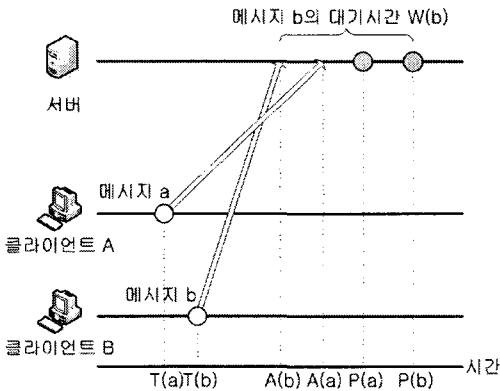 메시지 b의 대기시간 W(b)
서버
메시지 a
클라이언트 A
메시지 b
클라이언트 B
시간
T(a)T(b) A(b) A(a) P(a) P(b)